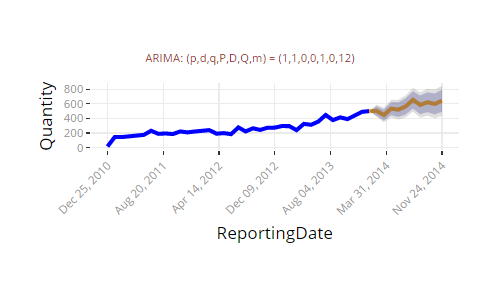 ARIMA: (p,d,q,P,D,Q,m) = (1,1,0,0,1,0,12)
Quantity
800
600
400
200
0
Dec 25, 2010
Aug 20, 2011
Apr 14, 2012
Dec 09, 2012
Aug 04, 2013
Mar 31, 2014
Nov 24, 2014
ReportingDate